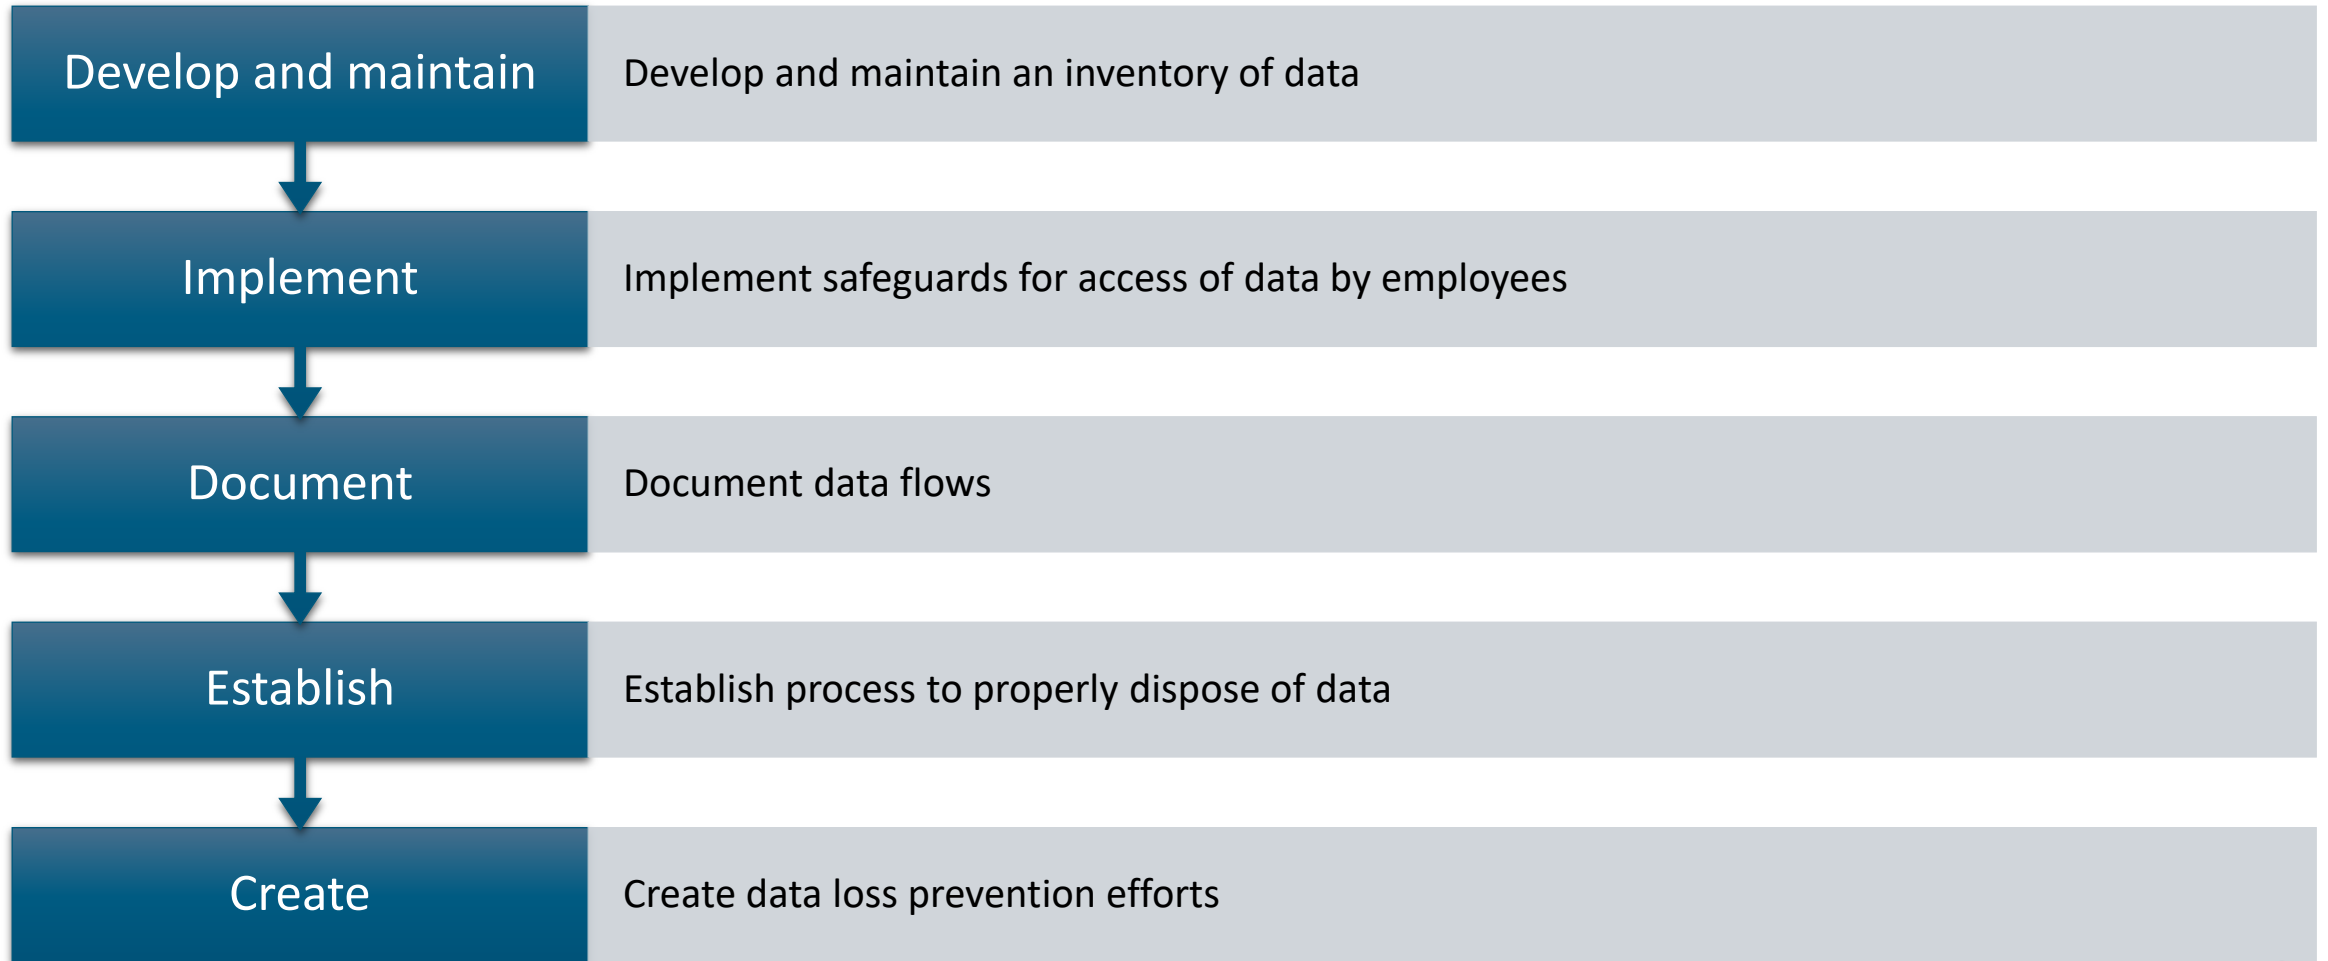 Develop and maintain
Develop and maintain an inventory of data
Implement
Implement safeguards for access of data by employees
Document
Document data flows
Establish
Establish process to properly dispose of data
Create
Create data loss prevention efforts